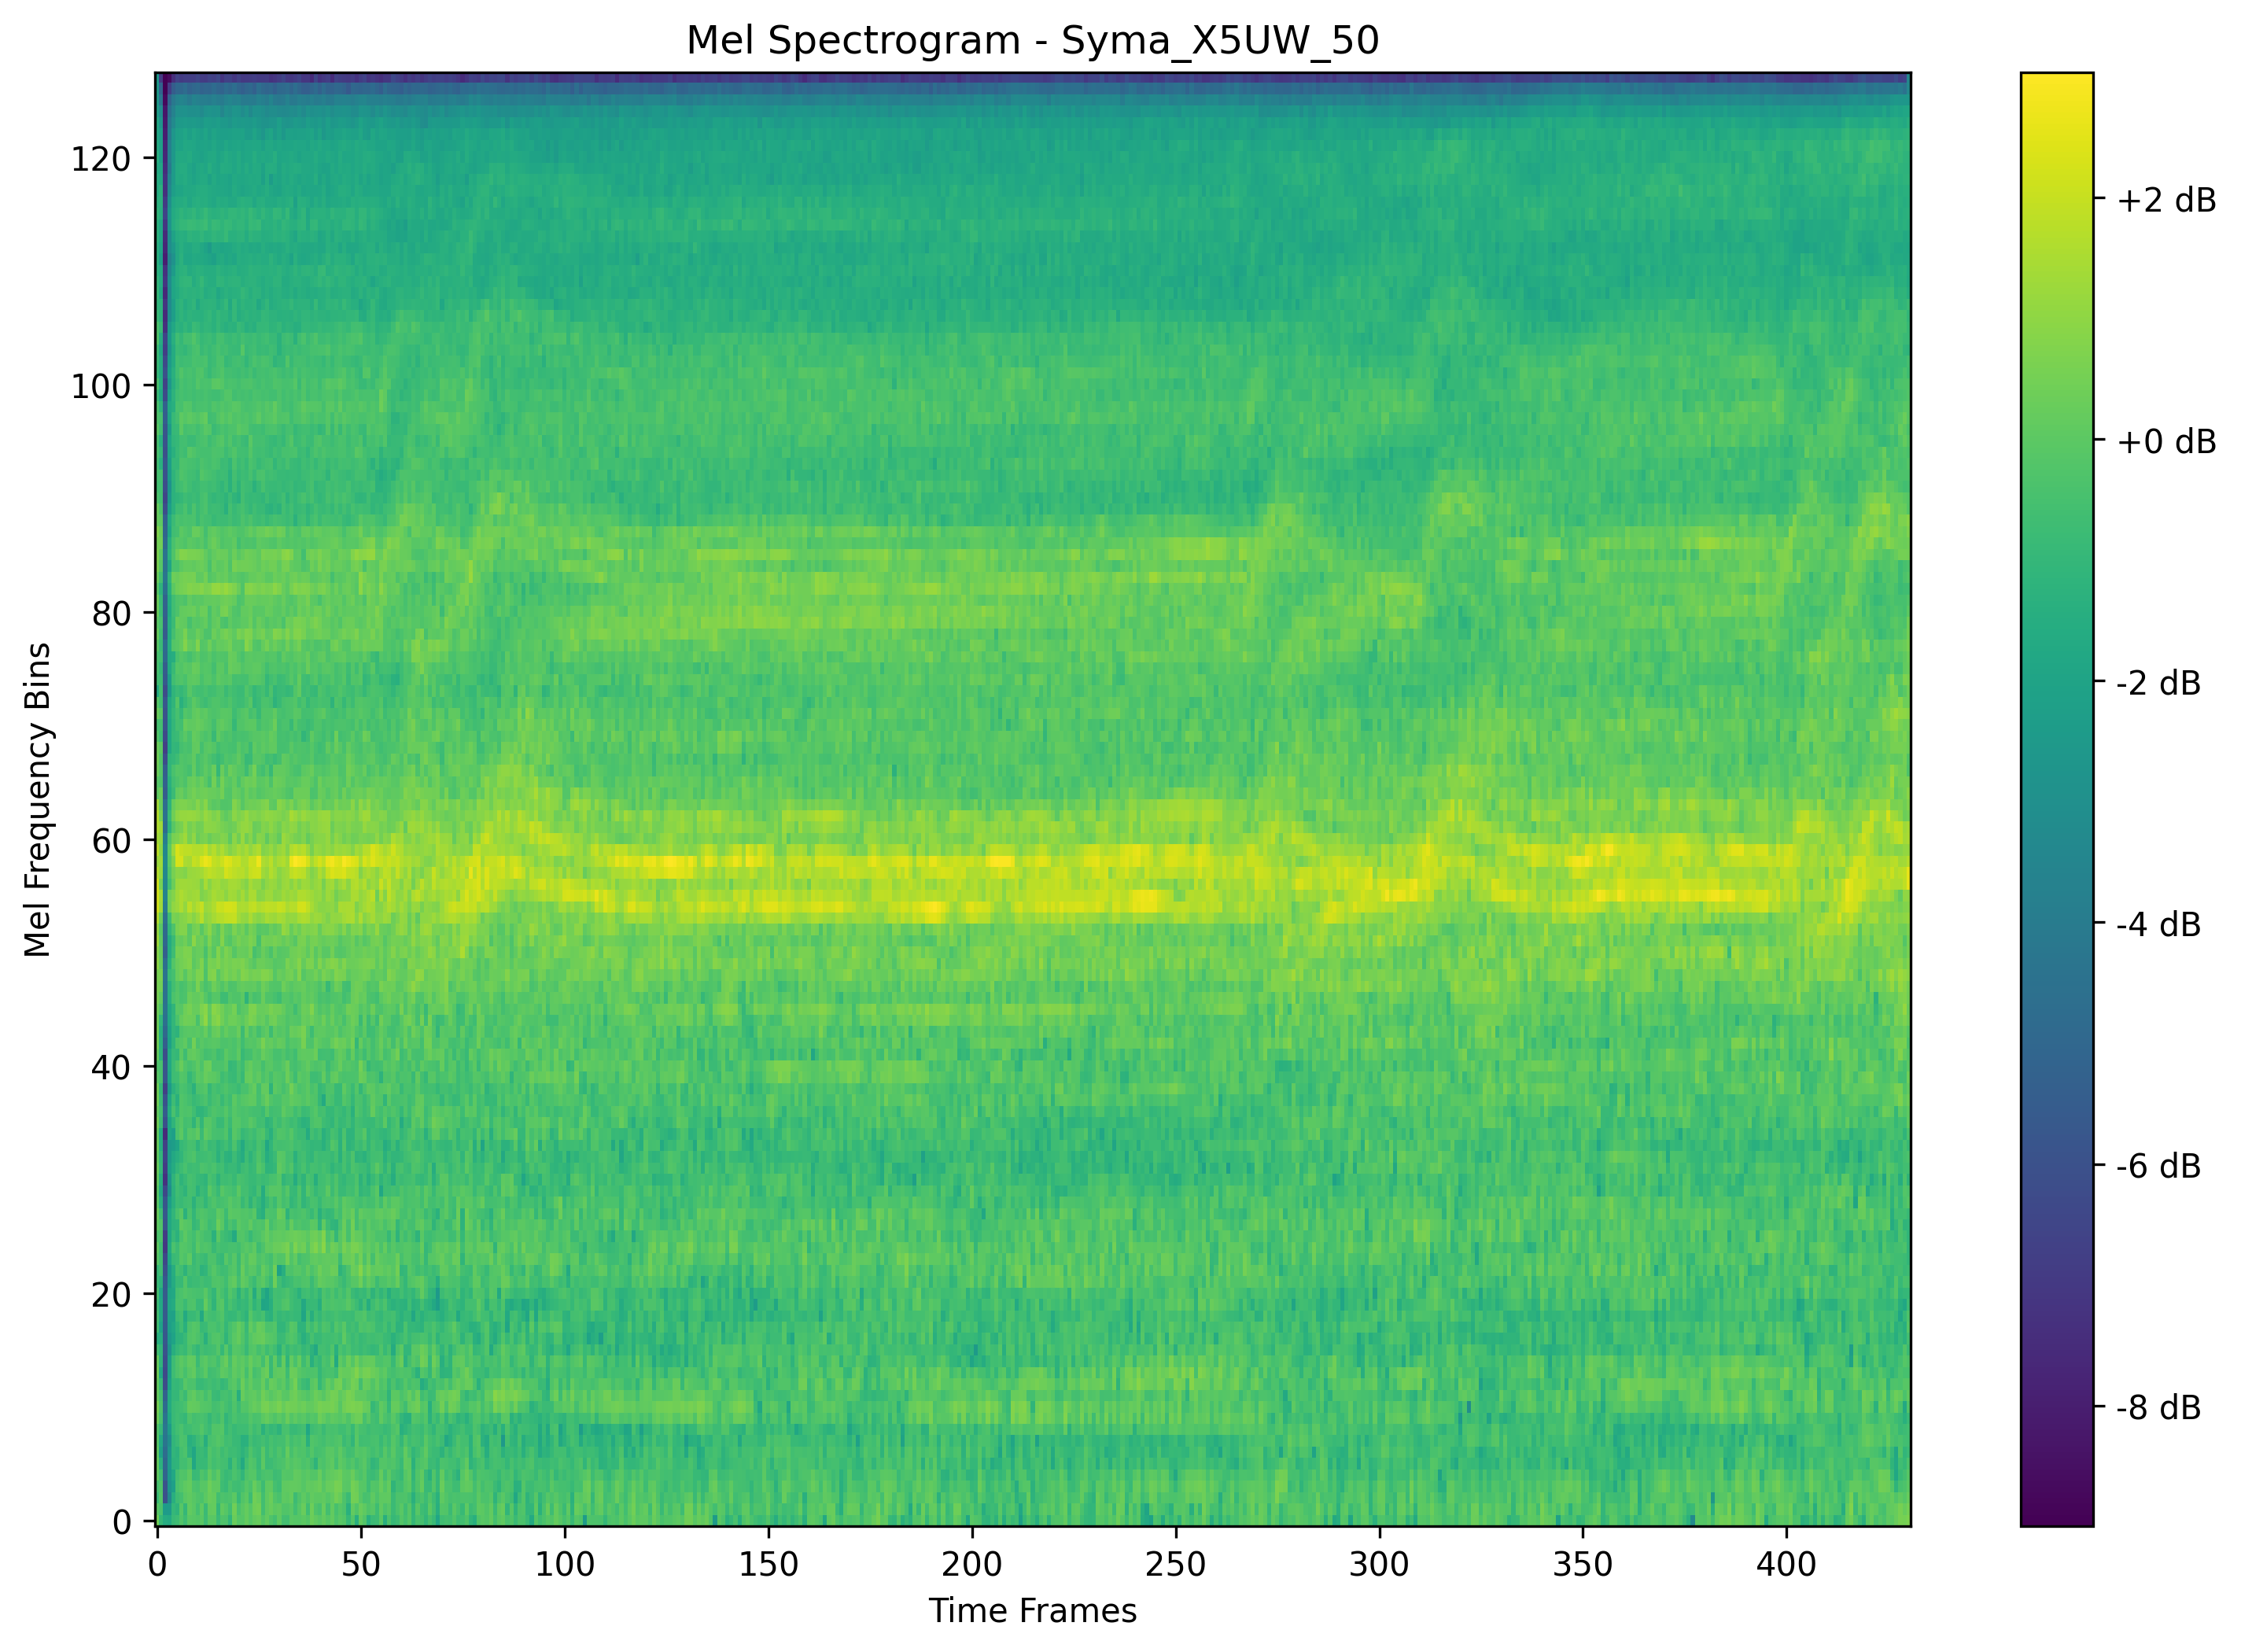 Mel Spectrogram - Syma_X5UW_50
Mel Frequency Bins
120
100
80
60
40
20
0
0 50 100 150 200 250 300 350 400
Time Frames
+2 dB
+0 dB
-2 dB
-4 dB
-6 dB
-8 dB